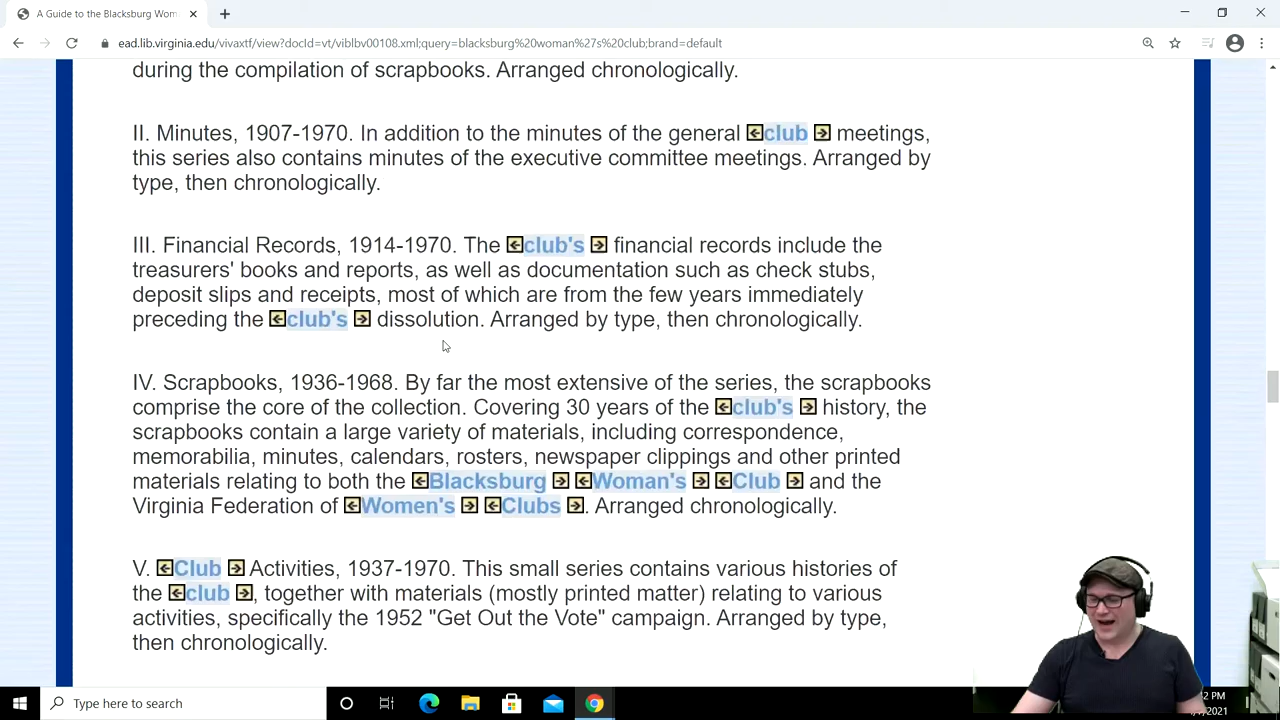 A Guide to the Blacksburg Wom
ead.lib.virginia.edu/vivaxtf/view?docId=vt/viblbv00108.xml;query=blacksburg%20woman%27s%20club;brand=default
during the compilation of scrapbooks. Arranged chronologically.
II. Minutes, 1907-1970. In addition to the minutes of the general club meetings,
this series also contains minutes of the executive committee meetings. Arranged by
type, then chronologically.
III. Financial Records, 1914-1970. The club's financial records include the
treasurers' books and reports, as well as documentation such as check stubs,
deposit slips and receipts, most of which are from the few years immediately
preceding the club's dissolution. Arranged by type, then chronologically.
IV. Scrapbooks, 1936-1968. By far the most extensive of the series, the scrapbooks
comprise the core of the collection. Covering 30 years of the club's history, the
scrapbooks contain a large variety of materials, including correspondence,
memorabilia, minutes, calendars, rosters, newspaper clippings and other printed
materials relating to both the Blacksburg Woman's Club and the
Virginia Federation of Women's Clubs. Arranged chronologically.
V. Club Activities, 1937-1970. This small series contains various histories of
the club, together with materials (mostly printed matter) relating to various
activities, specifically the 1952 "Get Out the Vote" campaign. Arranged by type,
then chronologically.
Type here to search
2 PM
/2021